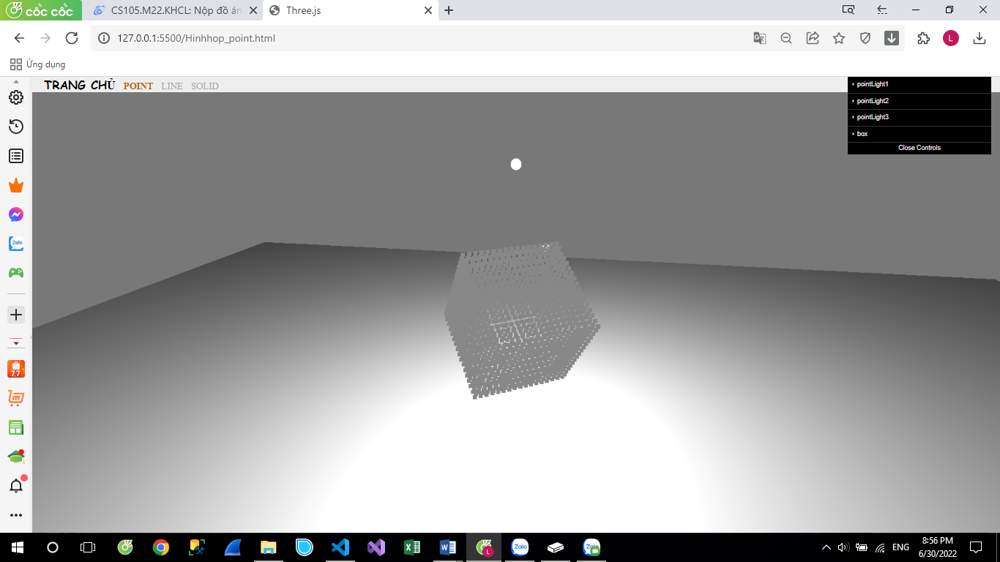 cốc cốc
CS105.M22.KHCL: Nộp đồ án
Three.js
127.0.0.1:5500/Hinhhop_point.html
L
Ứng dụng
TRANG CHỦ POINT LINE SOLID
pointLight1
pointLight2
pointLight3
box
Close Controls
Zalo
7.7
ENG
8:56 PM
6/30/2022
L
Zalo
Zalo